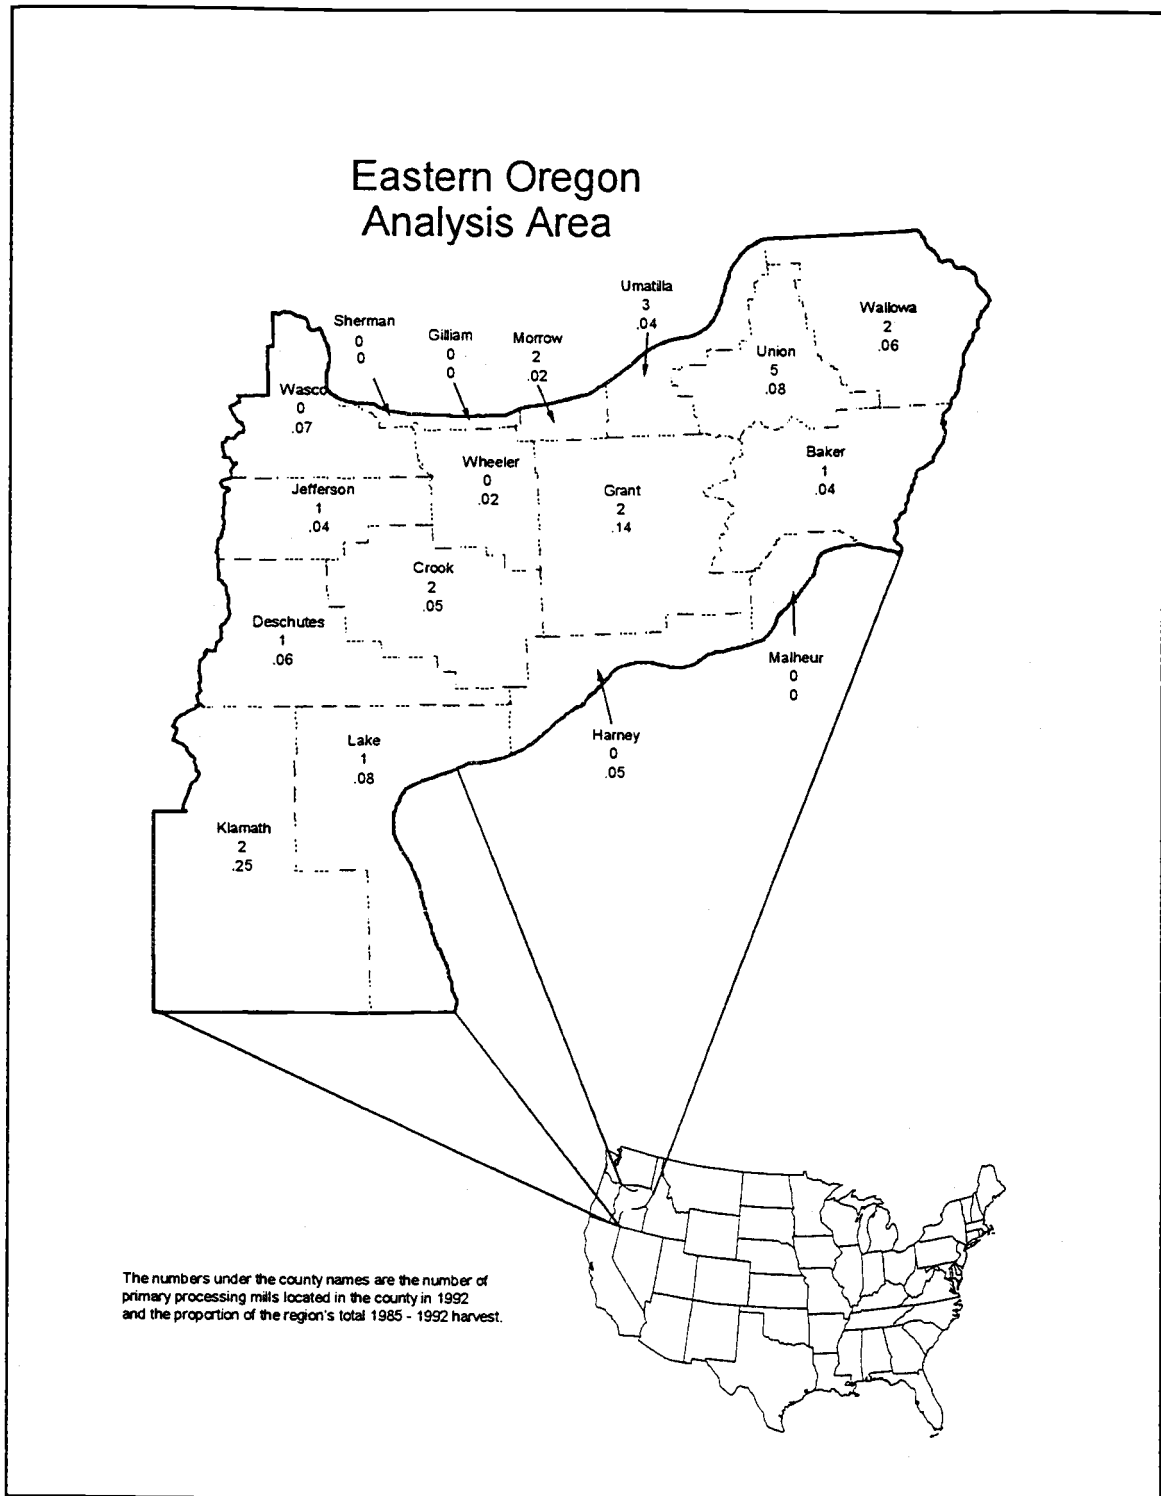 Eastern Oregon
Analysis Area
Umatilla
3
.04
Wallowa
2
.06
Sherman
0
0
Gilliam
0
0
Morrow
2
.02
Union
5
.08
Wasco
0
.07
Wheeler
0
.02
Baker
1
.04
Jefferson
1
.04
Grant
2
.14
Crook
2
.05
Deschutes
1
.06
Malheur
0
0
Harney
0
.05
Lake
1
.08
Klamath
2
.25
The numbers under the county names are the number of
primary processing mills located in the county in 1992
and the proportion of the region's total 1985 - 1992 harvest.